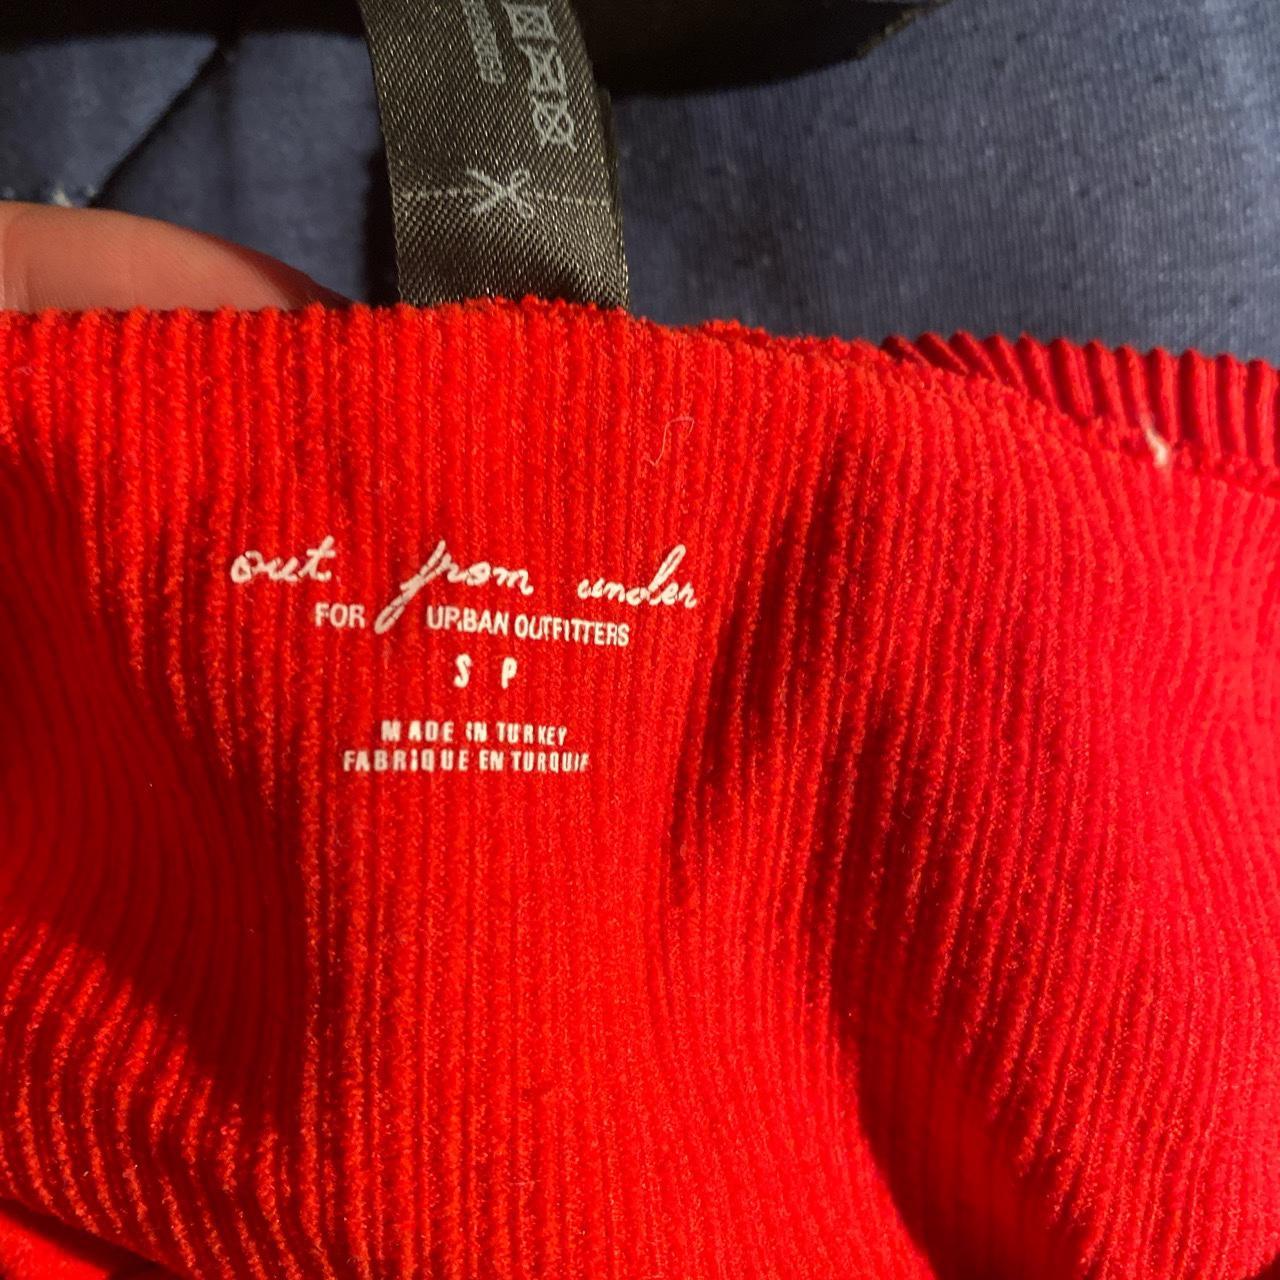 out from under
FOR URBAN OUTFITTERS
S P
MADE IN TURKEY
FABRIQUE EN TURQUIE